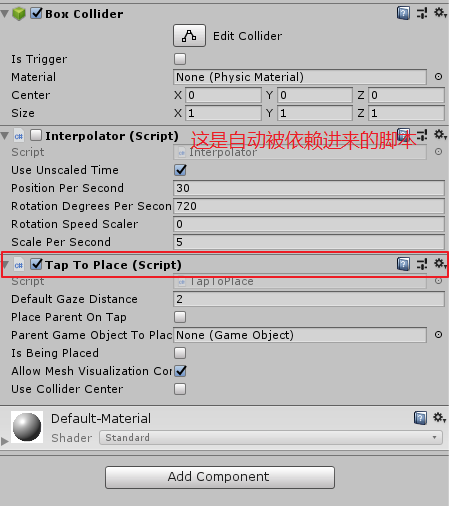 Box Collider
Edit Collider
Is Trigger
Material None (Physic Material)
Center X 0 Y 0 Z 0
Size X 1 Y 1 Z 1
Interpolator (Script) 这是自动被依赖进来的脚本
Script Interpolator
Use Unscaled Time
Position Per Second 30
Rotation Degrees Per Secon 720
Rotation Speed Scaler 0
Scale Per Second 5
Tap To Place (Script)
Script TapToPlace
Default Gaze Distance 2
Place Parent On Tap
Parent Game Object To Plac None (Game Object)
Is Being Placed
Allow Mesh Visualization Cor
Use Collider Center
Default-Material
Shader Standard
Add Component